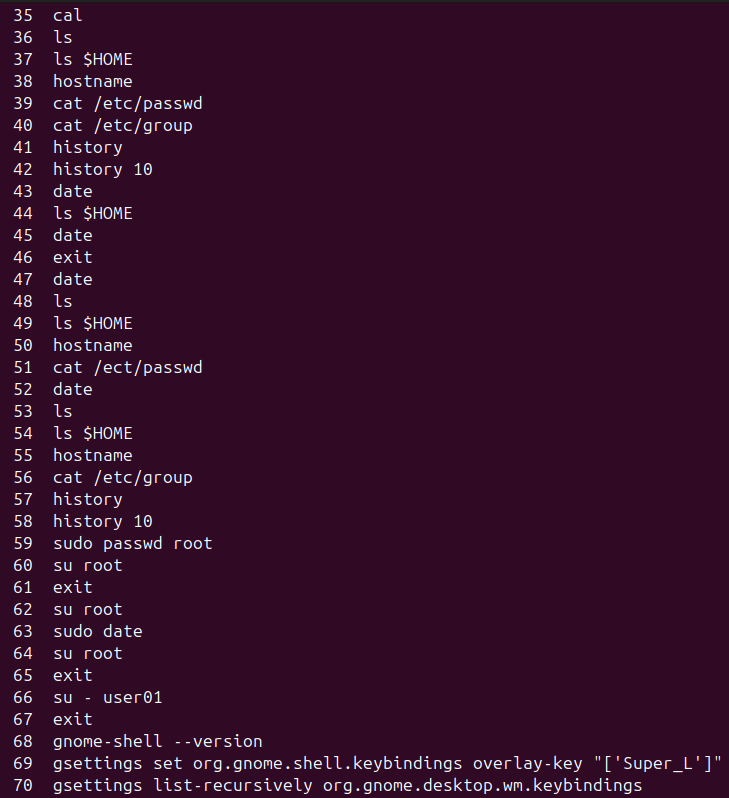 35 cal
36 ls
37 ls $HOME
38 hostname
39 cat /etc/passwd
40 cat /etc/group
41 history
42 history 10
43 date
44 ls $HOME
45 date
46 exit
47 date
48 ls
49 ls $HOME
50 hostname
51 cat /ect/passwd
52 date
53 ls
54 ls $HOME
55 hostname
56 cat /etc/group
57 history
58 history 10
59 sudo passwd root
60 su root
61 exit
62 su root
63 sudo date
64 su root
65 exit
66 su - user01
67 exit
68 gnome-shell --version
69 gsettings set org.gnome.shell.keybindings overlay-key "['Super_L']"
70 gsettings list-recursively org.gnome.desktop.wm.keybindings